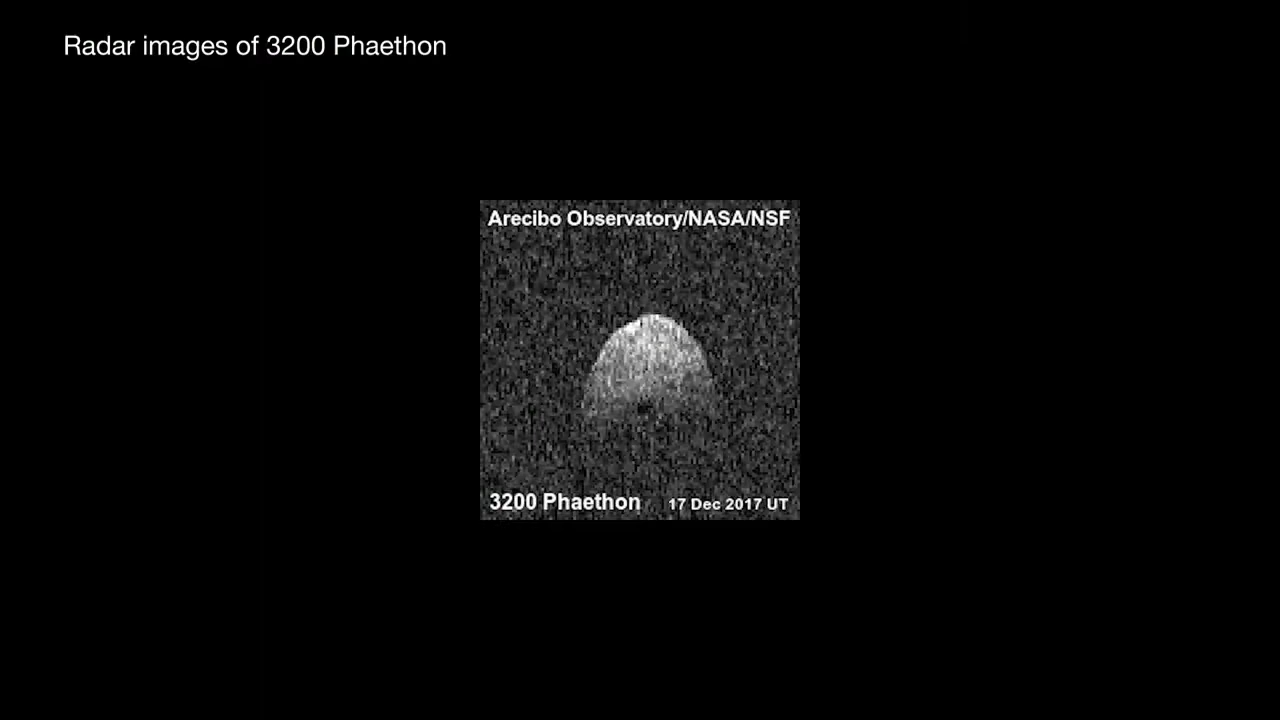 Radar images of 3200 Phaethon
Arecibo Observatory/NASA/NSF
3200 Phaethon 17 Dec 2017 UT